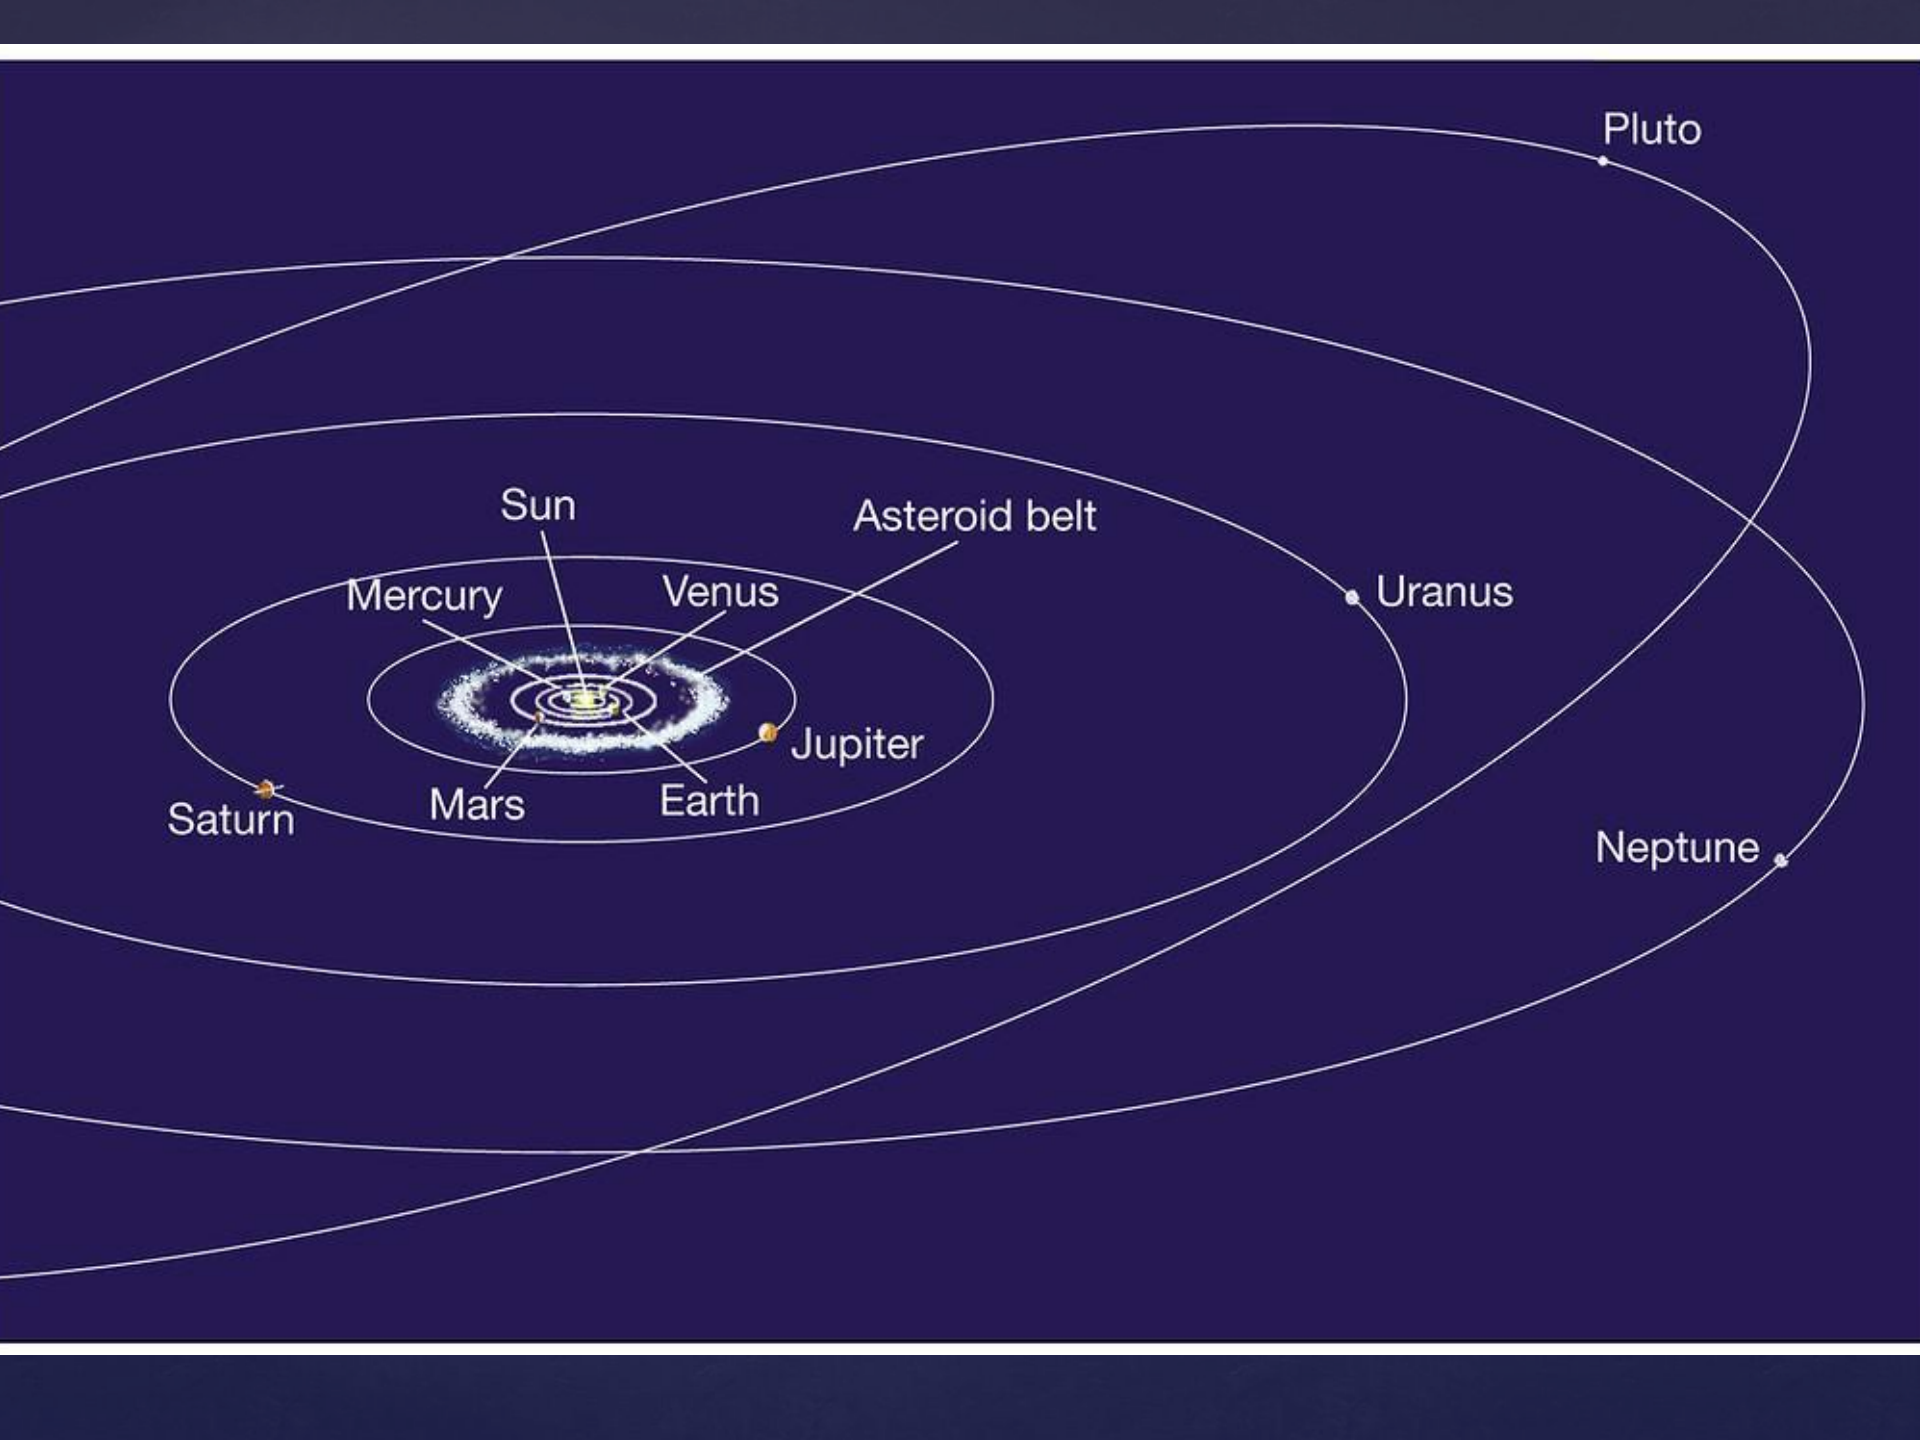 Pluto
Sun
Asteroid belt
Mercury
Venus
Uranus
Jupiter
Mars
Earth
Saturn
Neptune